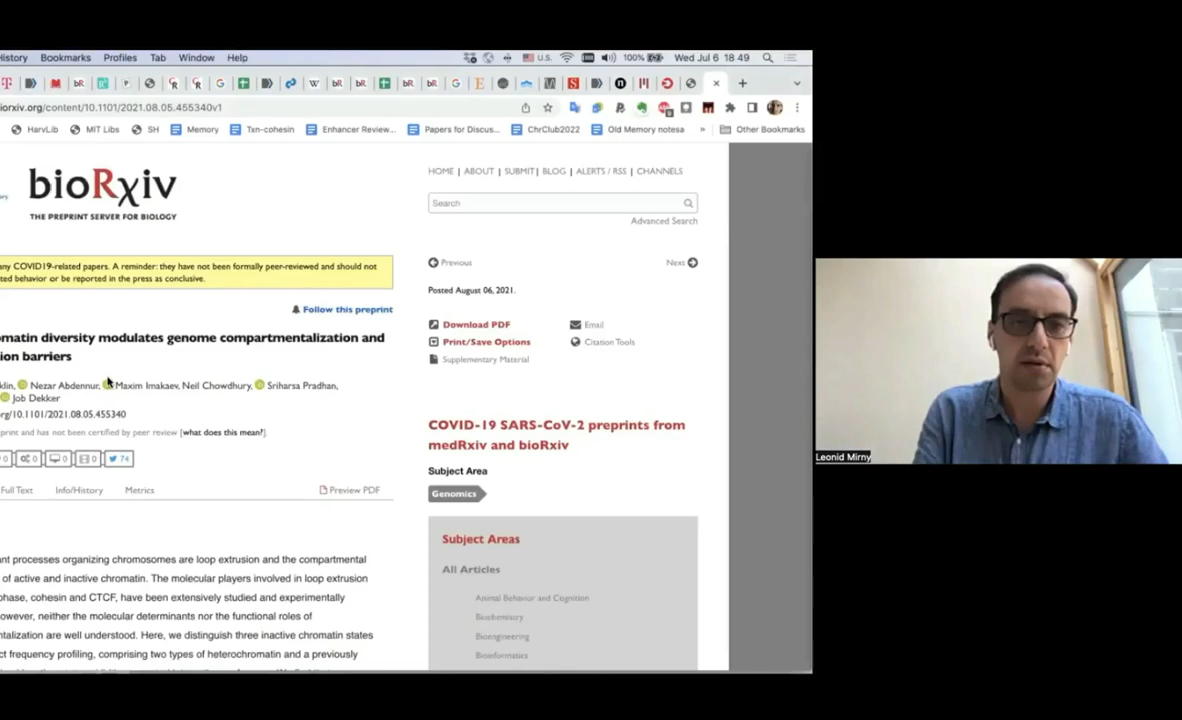 History Bookmarks Profiles Tab Window Help U.S. 100% Wed Jul 6 18.49
iorxiv.org/content/10.1101/2021.08.05.455340v1
HarvLib MIT Libs SH Memory Txn-cohesin Enhancer Review... Papers for Discus... ChrClub2022 Old Memory notesa » Other Bookmarks
bioRxiv
THE PREPRINT SERVER FOR BIOLOGY
HOME | ABOUT | SUBMIT | BLOG | ALERTS / RSS | CHANNELS
Search
Advanced Search
any COVID19-related papers. A reminder: they have not been formally peer-reviewed and should not
ted behavior or be reported in the press as conclusive.
Previous Next
Posted August 06, 2021.
Follow this preprint
Download PDF Email
Print/Save Options Citation Tools
Supplementary Material
omatin diversity modulates genome compartmentalization and
ion barriers
klin, Nezar Abdennur, Maxim Imakaev, Neil Chowdhury, Sriharsa Pradhan,
Job Dekker
org/10.1101/2021.08.05.455340
print and has not been certified by peer review [what does this mean?].
0 0 0 0 74
Full Text Info/History Metrics Preview PDF
COVID-19 SARS-CoV-2 preprints from
medRxiv and bioRxiv
Subject Area
Genomics
Subject Areas
All Articles
Animal Behavior and Cognition
Biochemistry
Bioengineering
Bioinformatics
nt processes organizing chromosomes are loop extrusion and the compartmental
of active and inactive chromatin. The molecular players involved in loop extrusion
phase, cohesin and CTCF, have been extensively studied and experimentally
owever, neither the molecular determinants nor the functional roles of
ntalization are well understood. Here, we distinguish three inactive chromatin states
ct frequency profiling, comprising two types of heterochromatin and a previously
Leonid Mirny